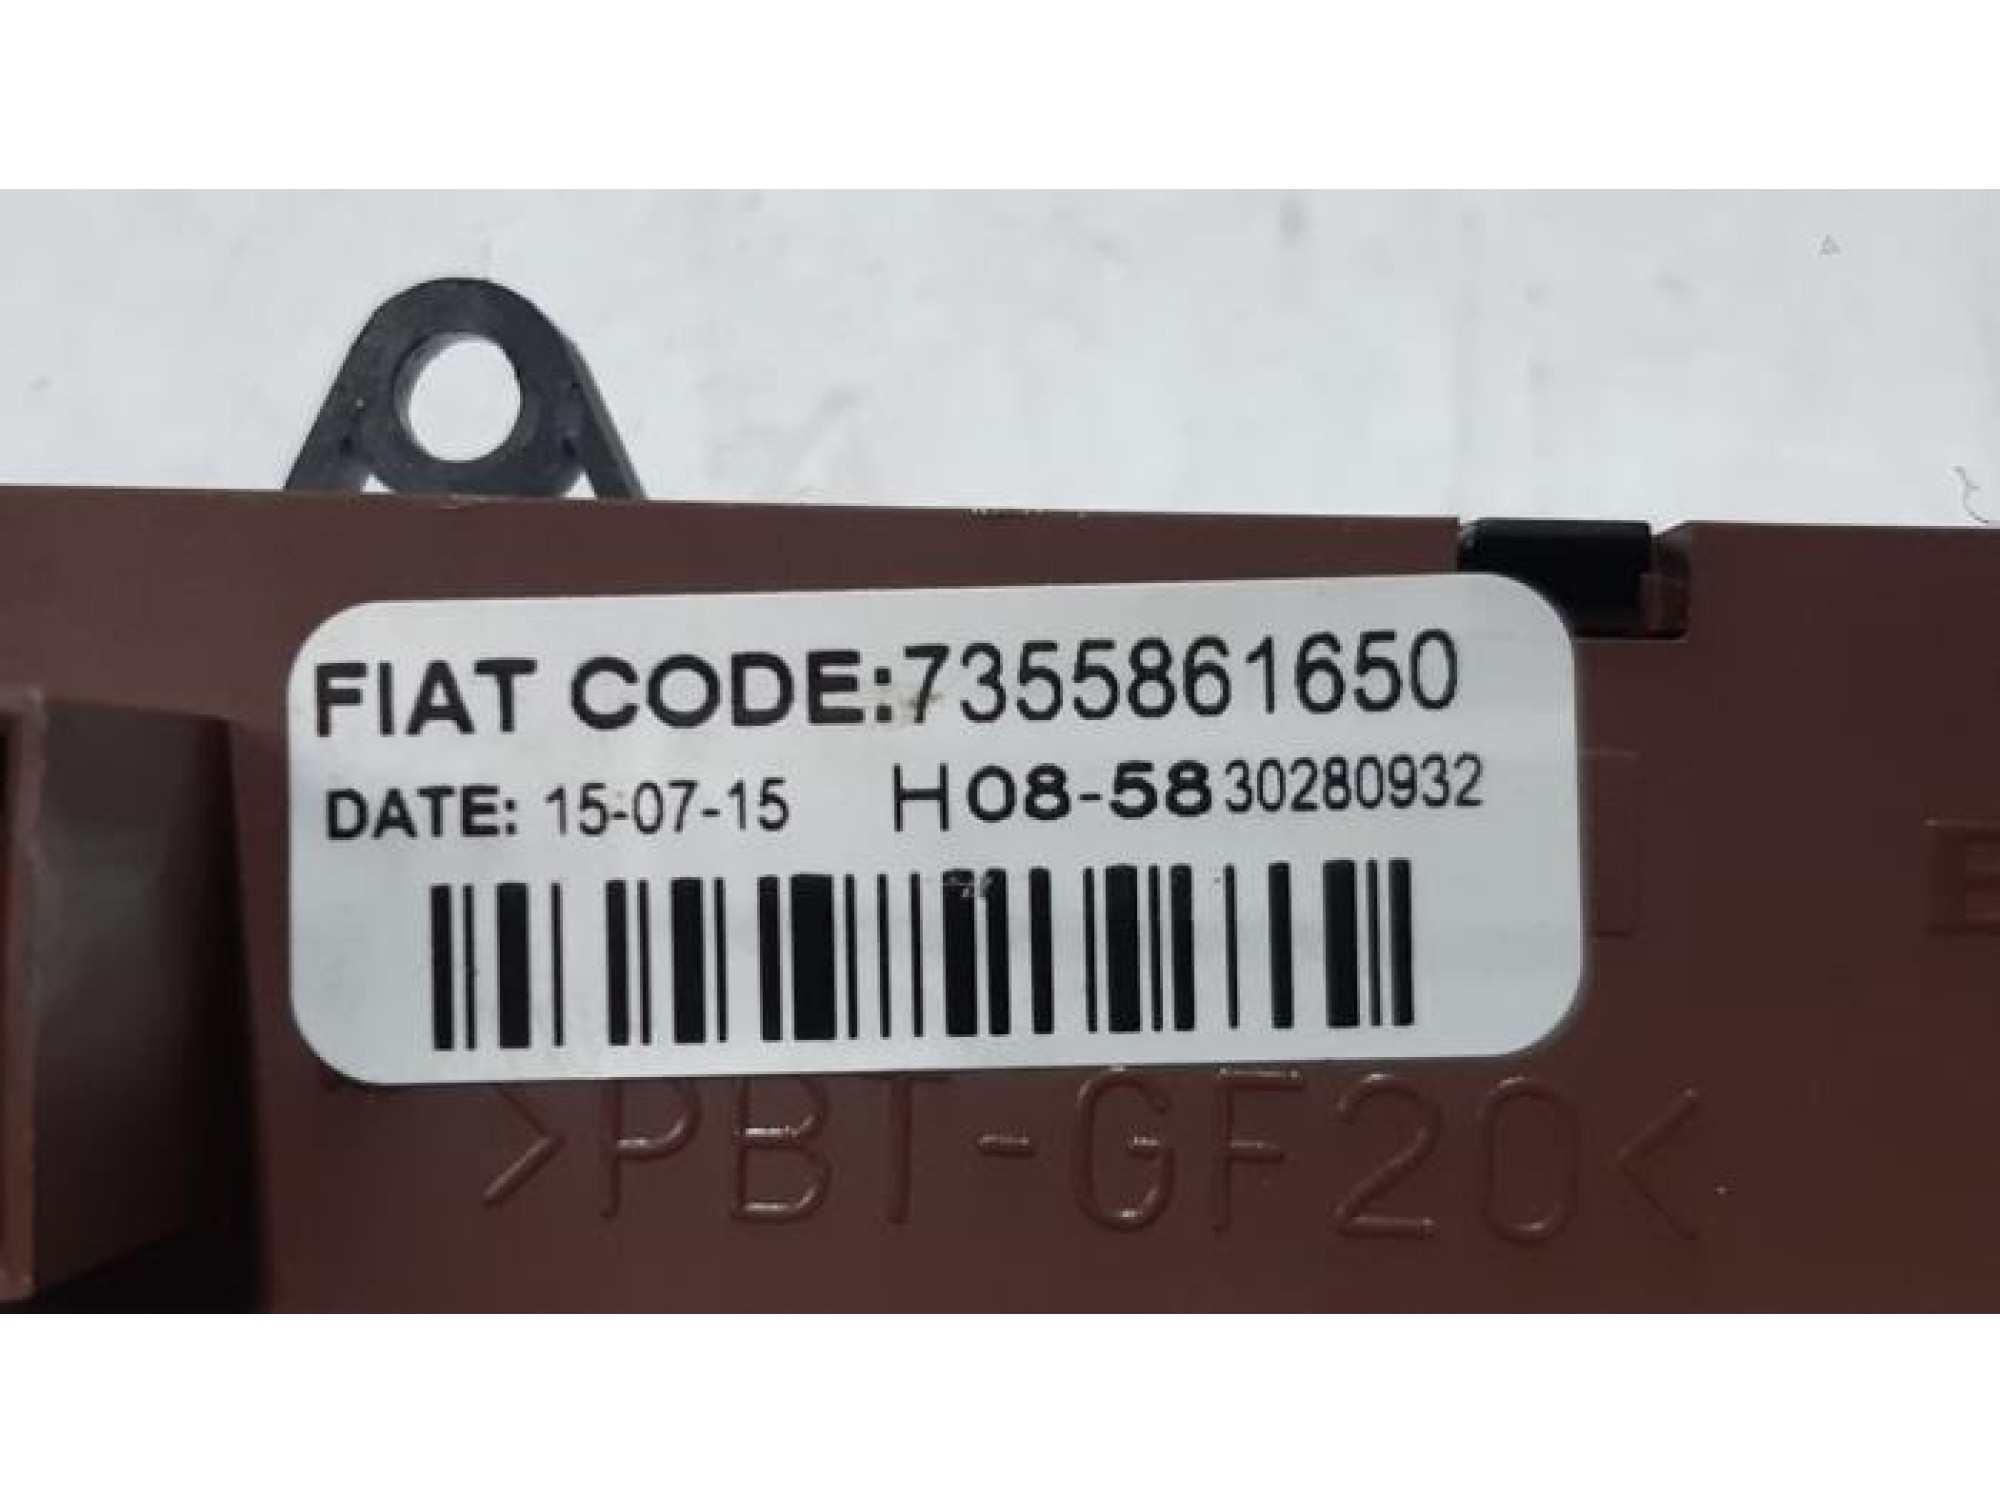 FIAT CODE:7355861650
DATE: 15-07-15 H08-58 30280932
>PBT-GF20<